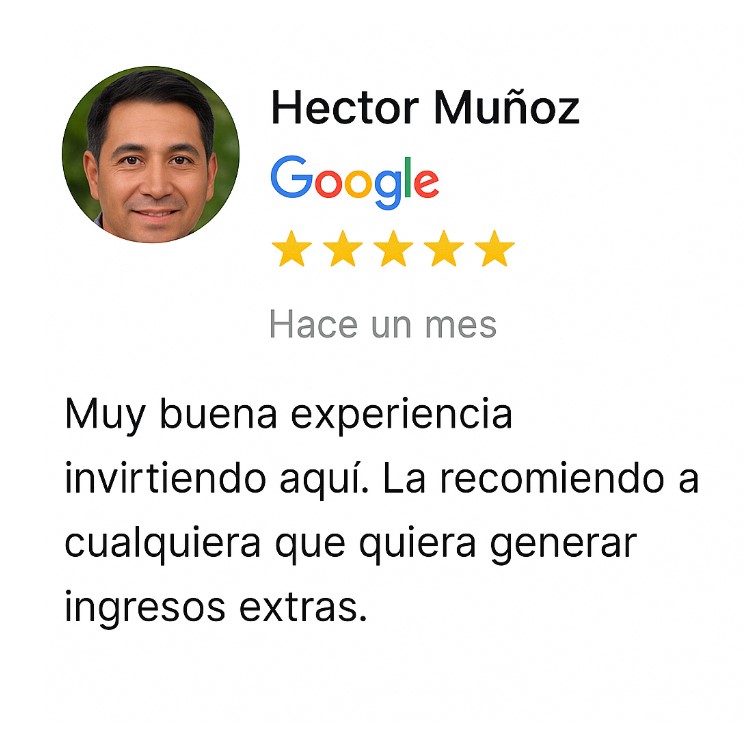 Hector Muñoz
Google
Hace un mes
Muy buena experiencia
invirtiendo aquí. La recomiendo a
cualquiera que quiera generar
ingresos extras.